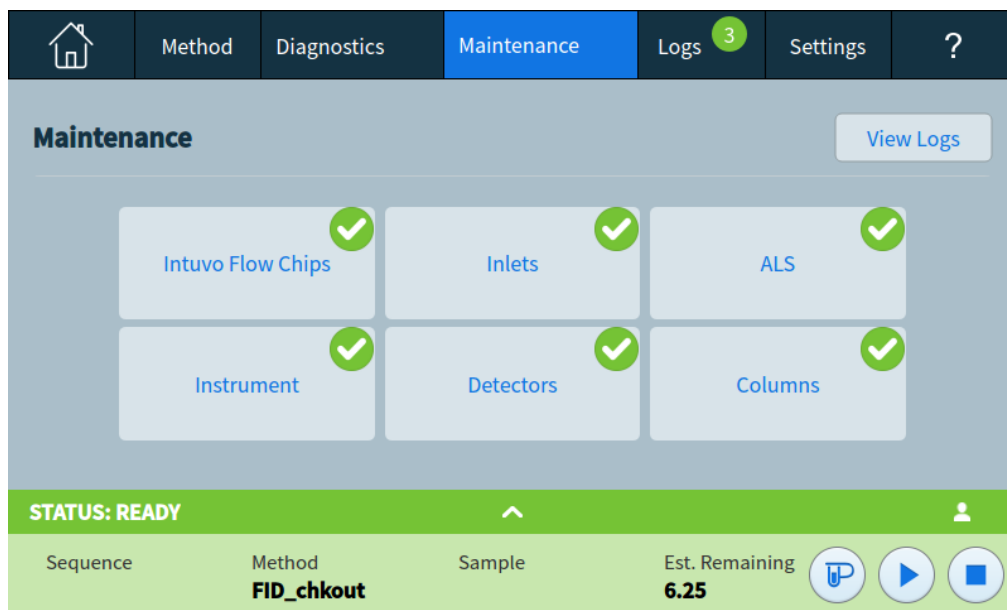 Method Diagnostics Maintenance Logs 3 Settings ?
Maintenance View Logs
Intuvo Flow Chips Inlets ALS
Instrument Detectors Columns
STATUS: READY
Sequence Method Sample Est. Remaining
FID_chkout 6.25